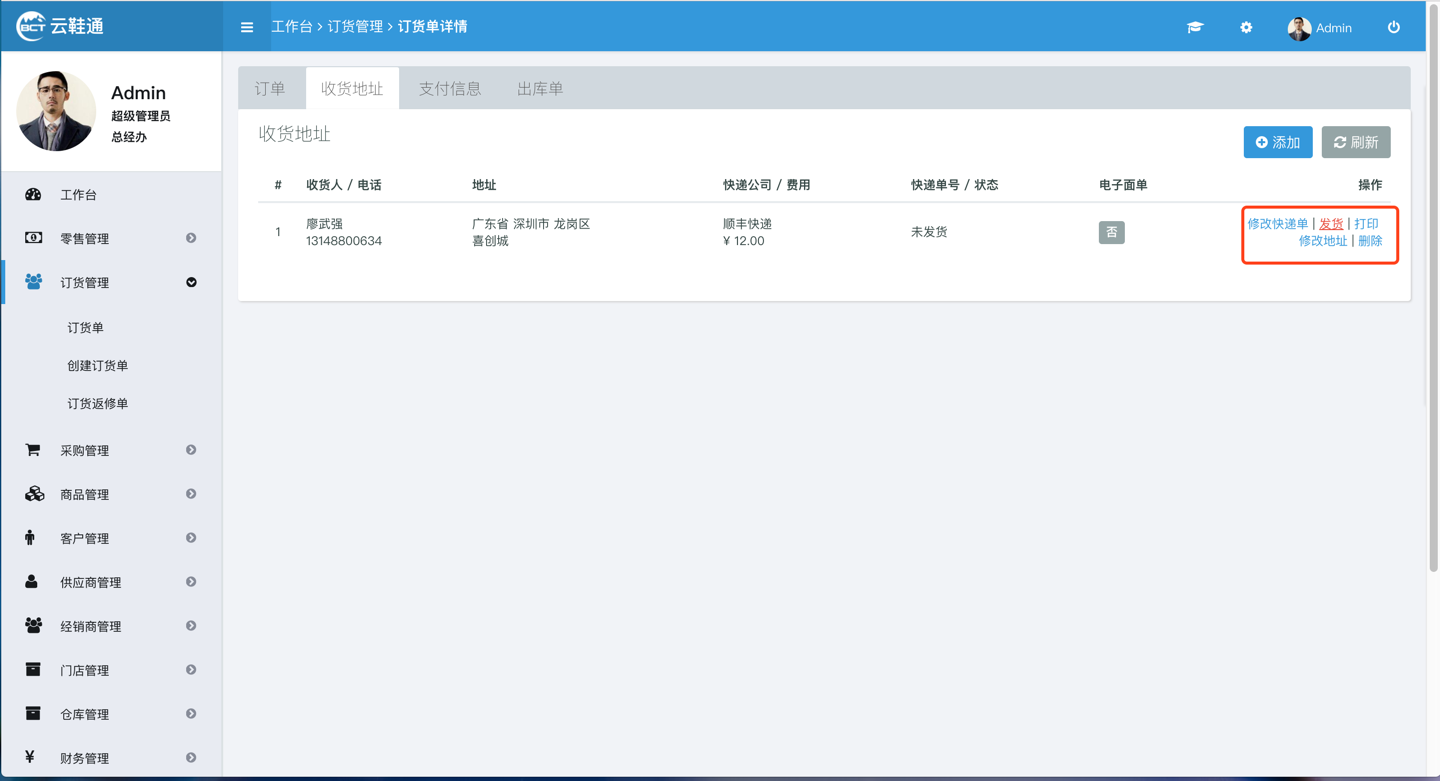 BCT 云鞋通
工作台 > 订货管理 > 订货单详情
Admin
Admin
超级管理员
总经办
工作台
零售管理
订货管理
订货单
创建订货单
订货返修单
采购管理
商品管理
客户管理
供应商管理
经销商管理
门店管理
仓库管理
¥ 财务管理
订单 收货地址 支付信息 出库单
收货地址
添加 刷新
# 收货人 / 电话 地址 快递公司 / 费用 快递单号 / 状态 电子面单 操作
1 廖武强 广东省 深圳市 龙岗区 顺丰快递 未发货 否 修改快递单 | 发货 | 打印
13148800634 喜创城 ¥ 12.00 修改地址 | 删除